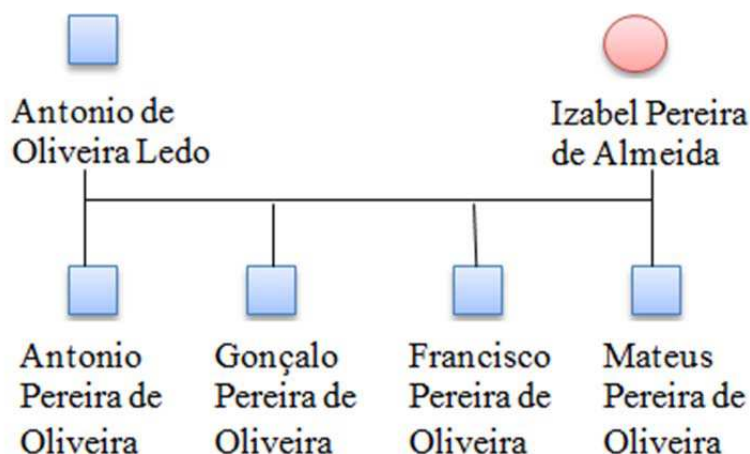 Antonio de
Oliveira Ledo
Izabel Pereira
de Almeida
Antonio
Pereira de
Oliveira
Gonçalo
Pereira de
Oliveira
Francisco
Pereira de
Oliveira
Mateus
Pereira de
Oliveira